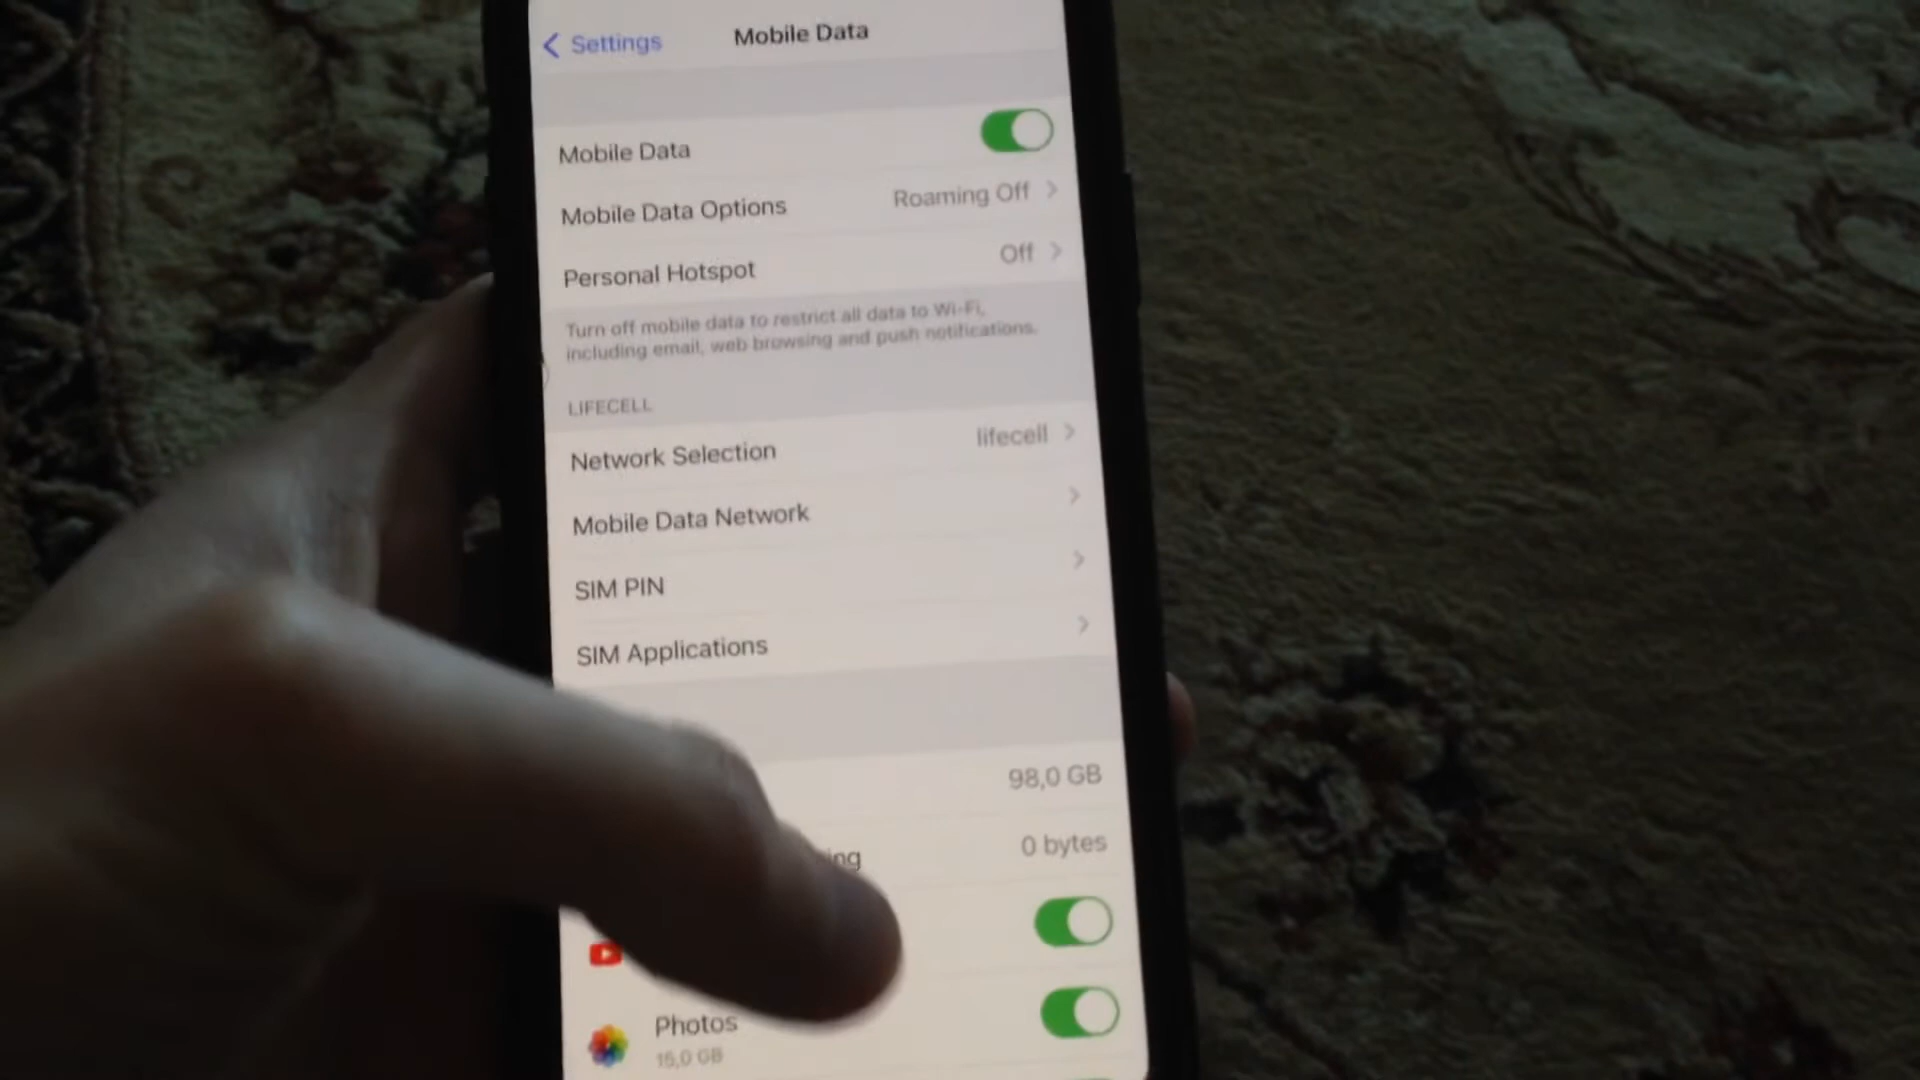 Settings
Mobile Data
Mobile Data
Mobile Data Options Roaming Off
Personal Hotspot Off
Turn off mobile data to restrict all data to Wi-Fi,
including email, web browsing and push notifications.
LIFECELL
Network Selection lifecell
Mobile Data Network
SIM PIN
SIM Applications
98,0 GB
0 bytes
Photos
15,0 GB